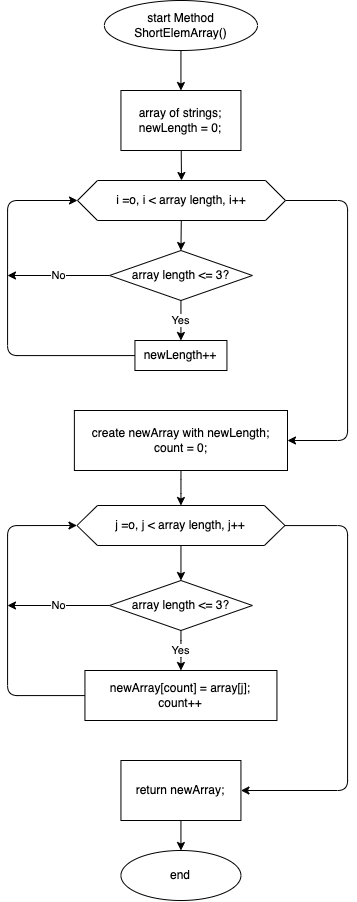 start Method
ShortElemArray()
array of strings;
newLength = 0;
i =o, i < array length, i++
array length <= 3?
No
Yes
newLength++
create newArray with newLength;
count = 0;
j =o, j < array length, j++
array length <= 3?
No
Yes
newArray[count] = array[j];
count++
return newArray;
end